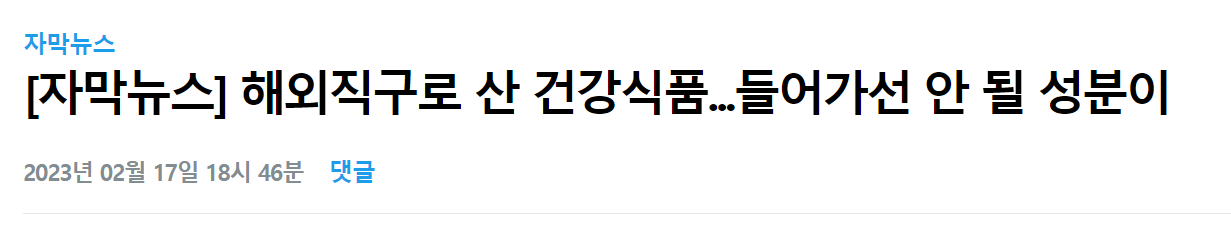 자막뉴스
[자막뉴스] 해외직구로 산 건강식품...들어가선 안 될 성분이
2023년 02월 17일 18시 46분 댓글